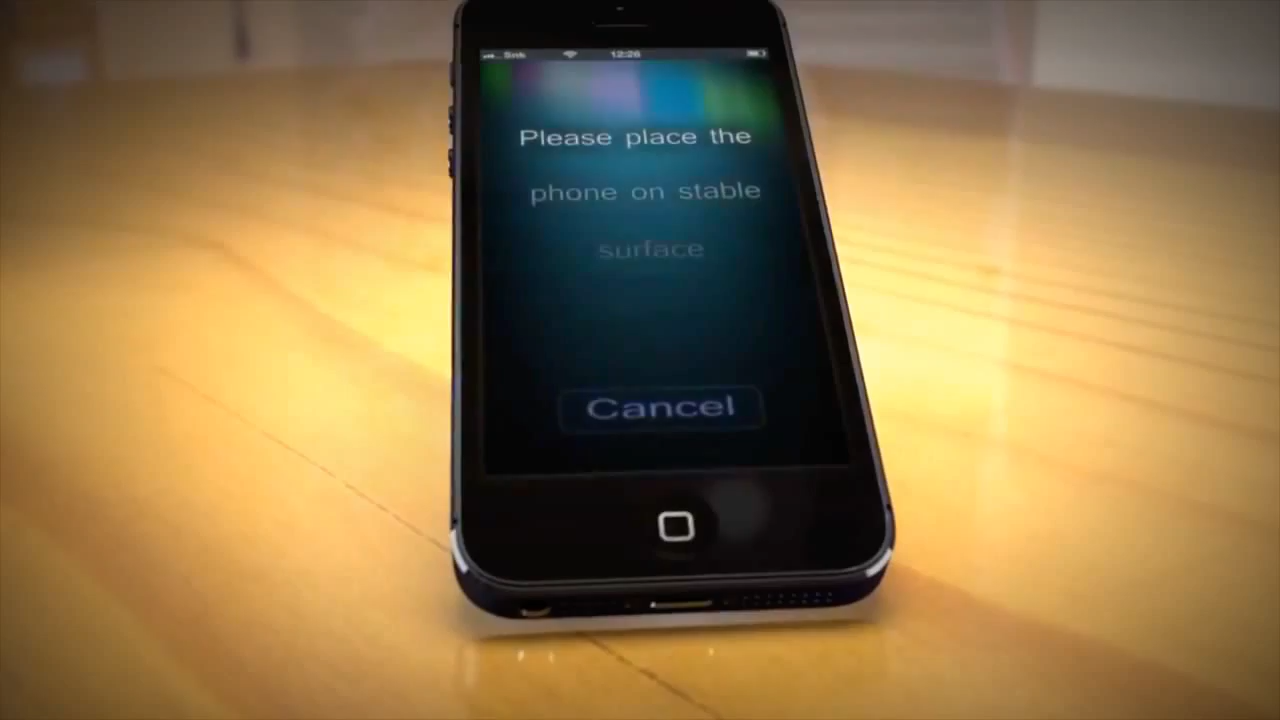 12:26
Please place the
phone on stable
surface
Cancel